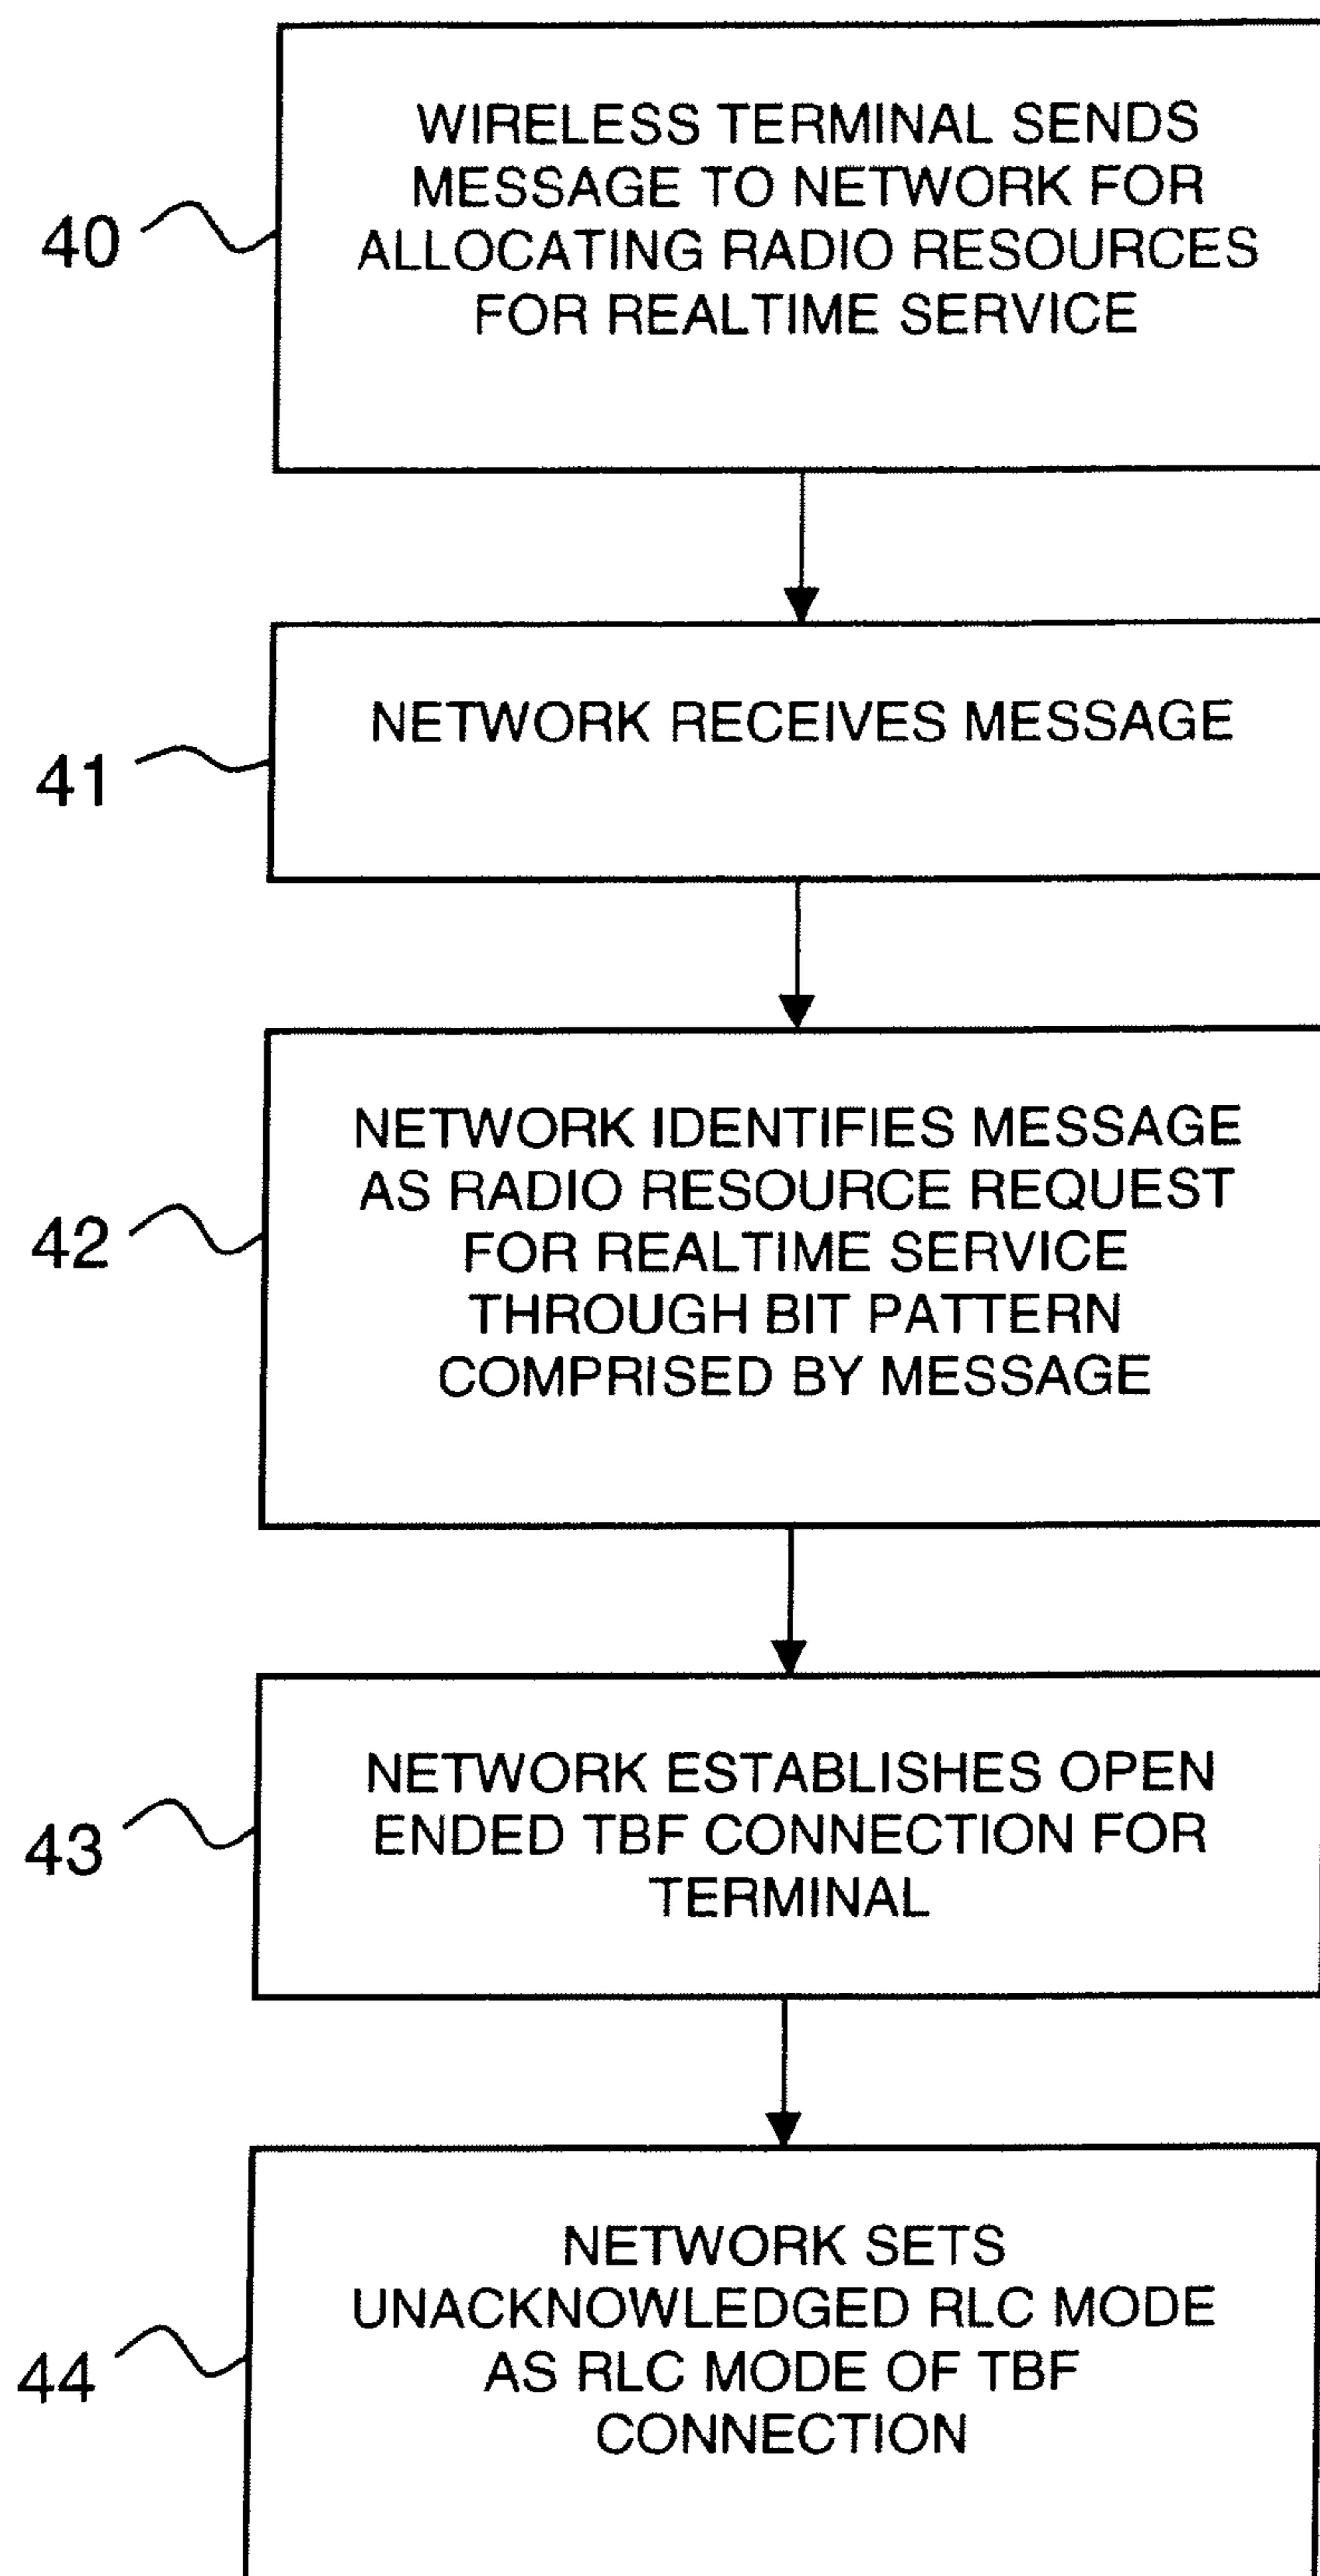 WIRELESS TERMINAL SENDS
MESSAGE TO NETWORK FOR
ALLOCATING RADIO RESOURCES
FOR REALTIME SERVICE
40
NETWORK RECEIVES MESSAGE
41
NETWORK IDENTIFIES MESSAGE
AS RADIO RESOURCE REQUEST
FOR REALTIME SERVICE
THROUGH BIT PATTERN
COMPRISED BY MESSAGE
42
NETWORK ESTABLISHES OPEN
ENDED TBF CONNECTION FOR
TERMINAL
43
NETWORK SETS
UNACKNOWLEDGED RLC MODE
AS RLC MODE OF TBF
CONNECTION
44